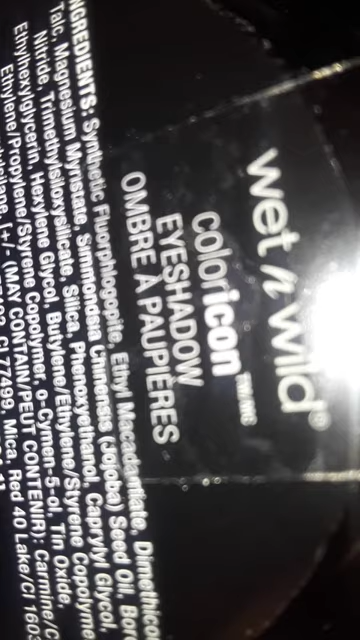 wet n wild®
coloricon™
EYESHADOW
OMBRE À PAUPIÈRES
INGREDIENTS: Synthetic Fluorphlogopite, Ethyl Macadamiate, Dimethico
Talc, Magnesium Myristate, Simmondsia Chinensis (Jojoba) Seed Oil, Boro
Nitride, Trimethylsiloxysilicate, Silica, Phenoxyethanol, Caprylyl Glycol,
Ethylhexylglycerin, Hexylene Glycol, Butylene/Ethylene/Styrene Copolyme
Ethylene/Propylene/Styrene Copolymer, o-Cymen-5-ol, Tin Oxide,
[+/- (MAY CONTAIN/PEUT CONTENIR): Carmine/C
CI 77499, Mica, Red 40 Lake/CI 1603